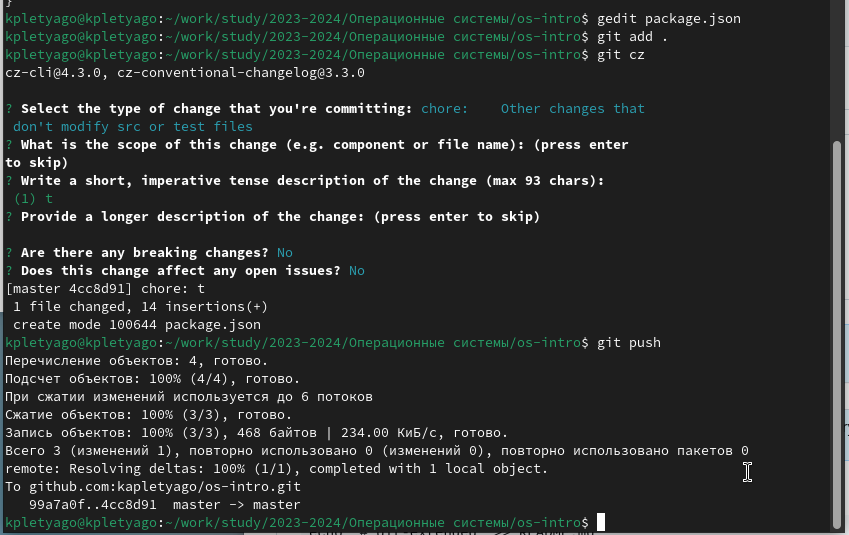 }
kpletyago@kpletyago:~/work/study/2023-2024/Операционные системы/os-intro$ gedit package.json
kpletyago@kpletyago:~/work/study/2023-2024/Операционные системы/os-intro$ git add .
kpletyago@kpletyago:~/work/study/2023-2024/Операционные системы/os-intro$ git cz
cz-cli@4.3.0, cz-conventional-changelog@3.3.0

? Select the type of change that you're committing: chore:    Other changes that
 don't modify src or test files
? What is the scope of this change (e.g. component or file name): (press enter
to skip)
? Write a short, imperative tense description of the change (max 93 chars):
 (1) t
? Provide a longer description of the change: (press enter to skip)

? Are there any breaking changes? No
? Does this change affect any open issues? No
[master 4cc8d91] chore: t
 1 file changed, 14 insertions(+)
 create mode 100644 package.json
kpletyago@kpletyago:~/work/study/2023-2024/Операционные системы/os-intro$ git push
Перечисление объектов: 4, готово.
Подсчет объектов: 100% (4/4), готово.
При сжатии изменений используется до 6 потоков
Сжатие объектов: 100% (3/3), готово.
Запись объектов: 100% (3/3), 468 байтов | 234.00 КиБ/с, готово.
Всего 3 (изменений 1), повторно использовано 0 (изменений 0), повторно использовано пакетов 0
remote: Resolving deltas: 100% (1/1), completed with 1 local object.
To github.com:kapletyago/os-intro.git
   99a7a0f..4cc8d91  master -> master
kpletyago@kpletyago:~/work/study/2023-2024/Операционные системы/os-intro$